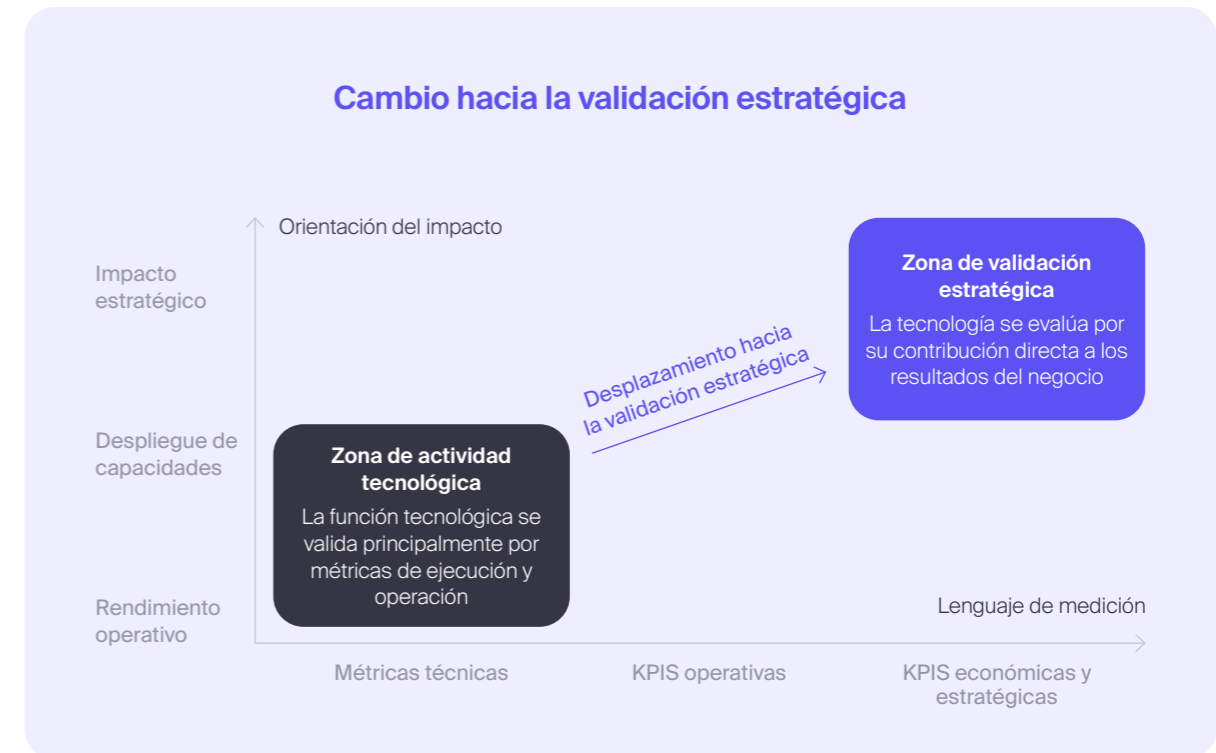 Cambio hacia la validación estratégica
Orientación del impacto
Impacto
estratégico
Zona de validación
estratégica
La tecnología se evalúa por
su contribución directa a los
resultados del negocio
Desplazamiento hacia
la validación estratégica
Despliegue de
capacidades
Zona de actividad
tecnológica
La función tecnológica se
valida principalmente por
métricas de ejecución y
operación
Rendimiento
operativo
Lenguaje de medición
Métricas técnicas
KPIS operativas
KPIS económicas y
estratégicas